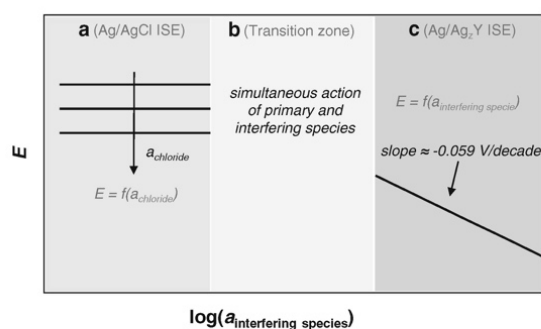 a (Ag/AgCl ISE)
b (Transition zone)
c (Ag/AgzY ISE)
simultaneous action
of primary and
interfering species
achloride
E = f(achloride)
E = f(ainterfering specie)
slope ≈ -0.059 V/decade
E
log(ainterfering species)